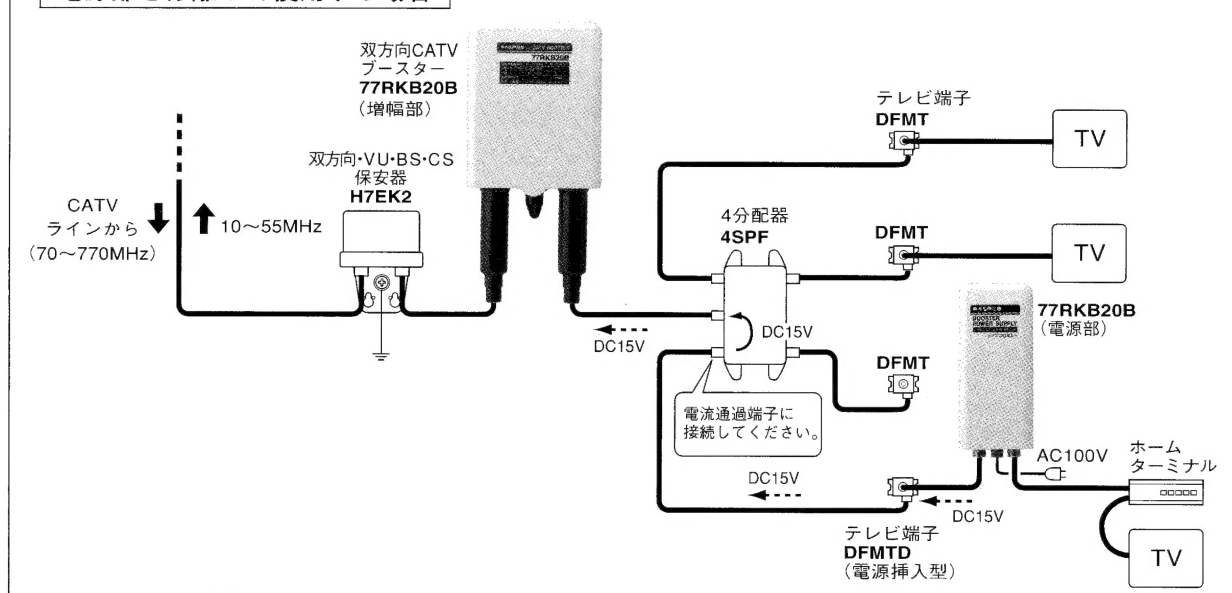 双方向CATV
ブースター
77RKB20B
（増幅部）
77RKB20B
双方向・VU・BS・CS
保安器
H7EK2
CATV
ラインから
（70～770MHz）
10～55MHz
テレビ端子
DFMT
TV
4分配器
4SPF
DFMT
TV
DC15V
DC15V
77RKB20B
（電源部）
BOOSTER
POWER SUPPLY
DFMT
電流通過端子に
接続してください。
AC100V
ホーム
ターミナル
DC15V
DC15V
テレビ端子
DFMTD
（電源挿入型）
TV